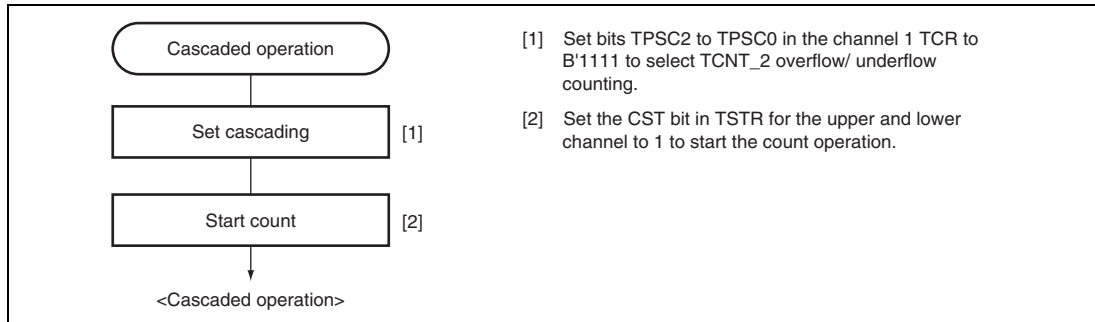 Cascaded operation
Set cascading [1]
Start count [2]
<Cascaded operation>
[1] Set bits TPSC2 to TPSC0 in the channel 1 TCR to
B'1111 to select TCNT_2 overflow/ underflow
counting.
[2] Set the CST bit in TSTR for the upper and lower
channel to 1 to start the count operation.